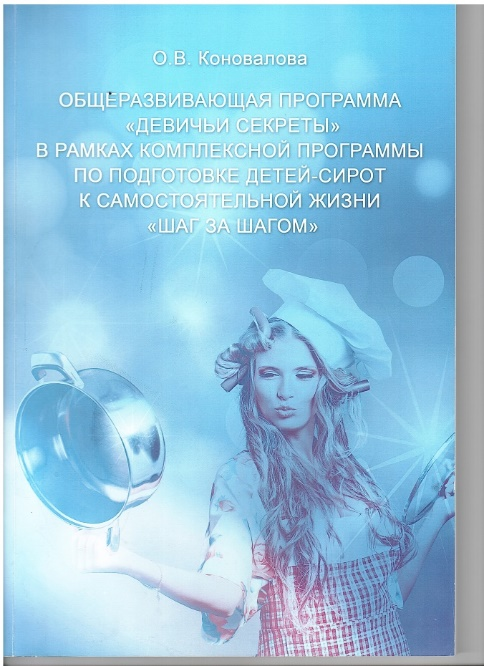 О.В. Коновалова
ОБЩЕРАЗВИВАЮЩАЯ ПРОГРАММА
«ДЕВИЧЬИ СЕКРЕТЫ»
В РАМКАХ КОМПЛЕКСНОЙ ПРОГРАММЫ
ПО ПОДГОТОВКЕ ДЕТЕЙ-СИРОТ
К САМОСТОЯТЕЛЬНОЙ ЖИЗНИ
«ШАГ ЗА ШАГОМ»